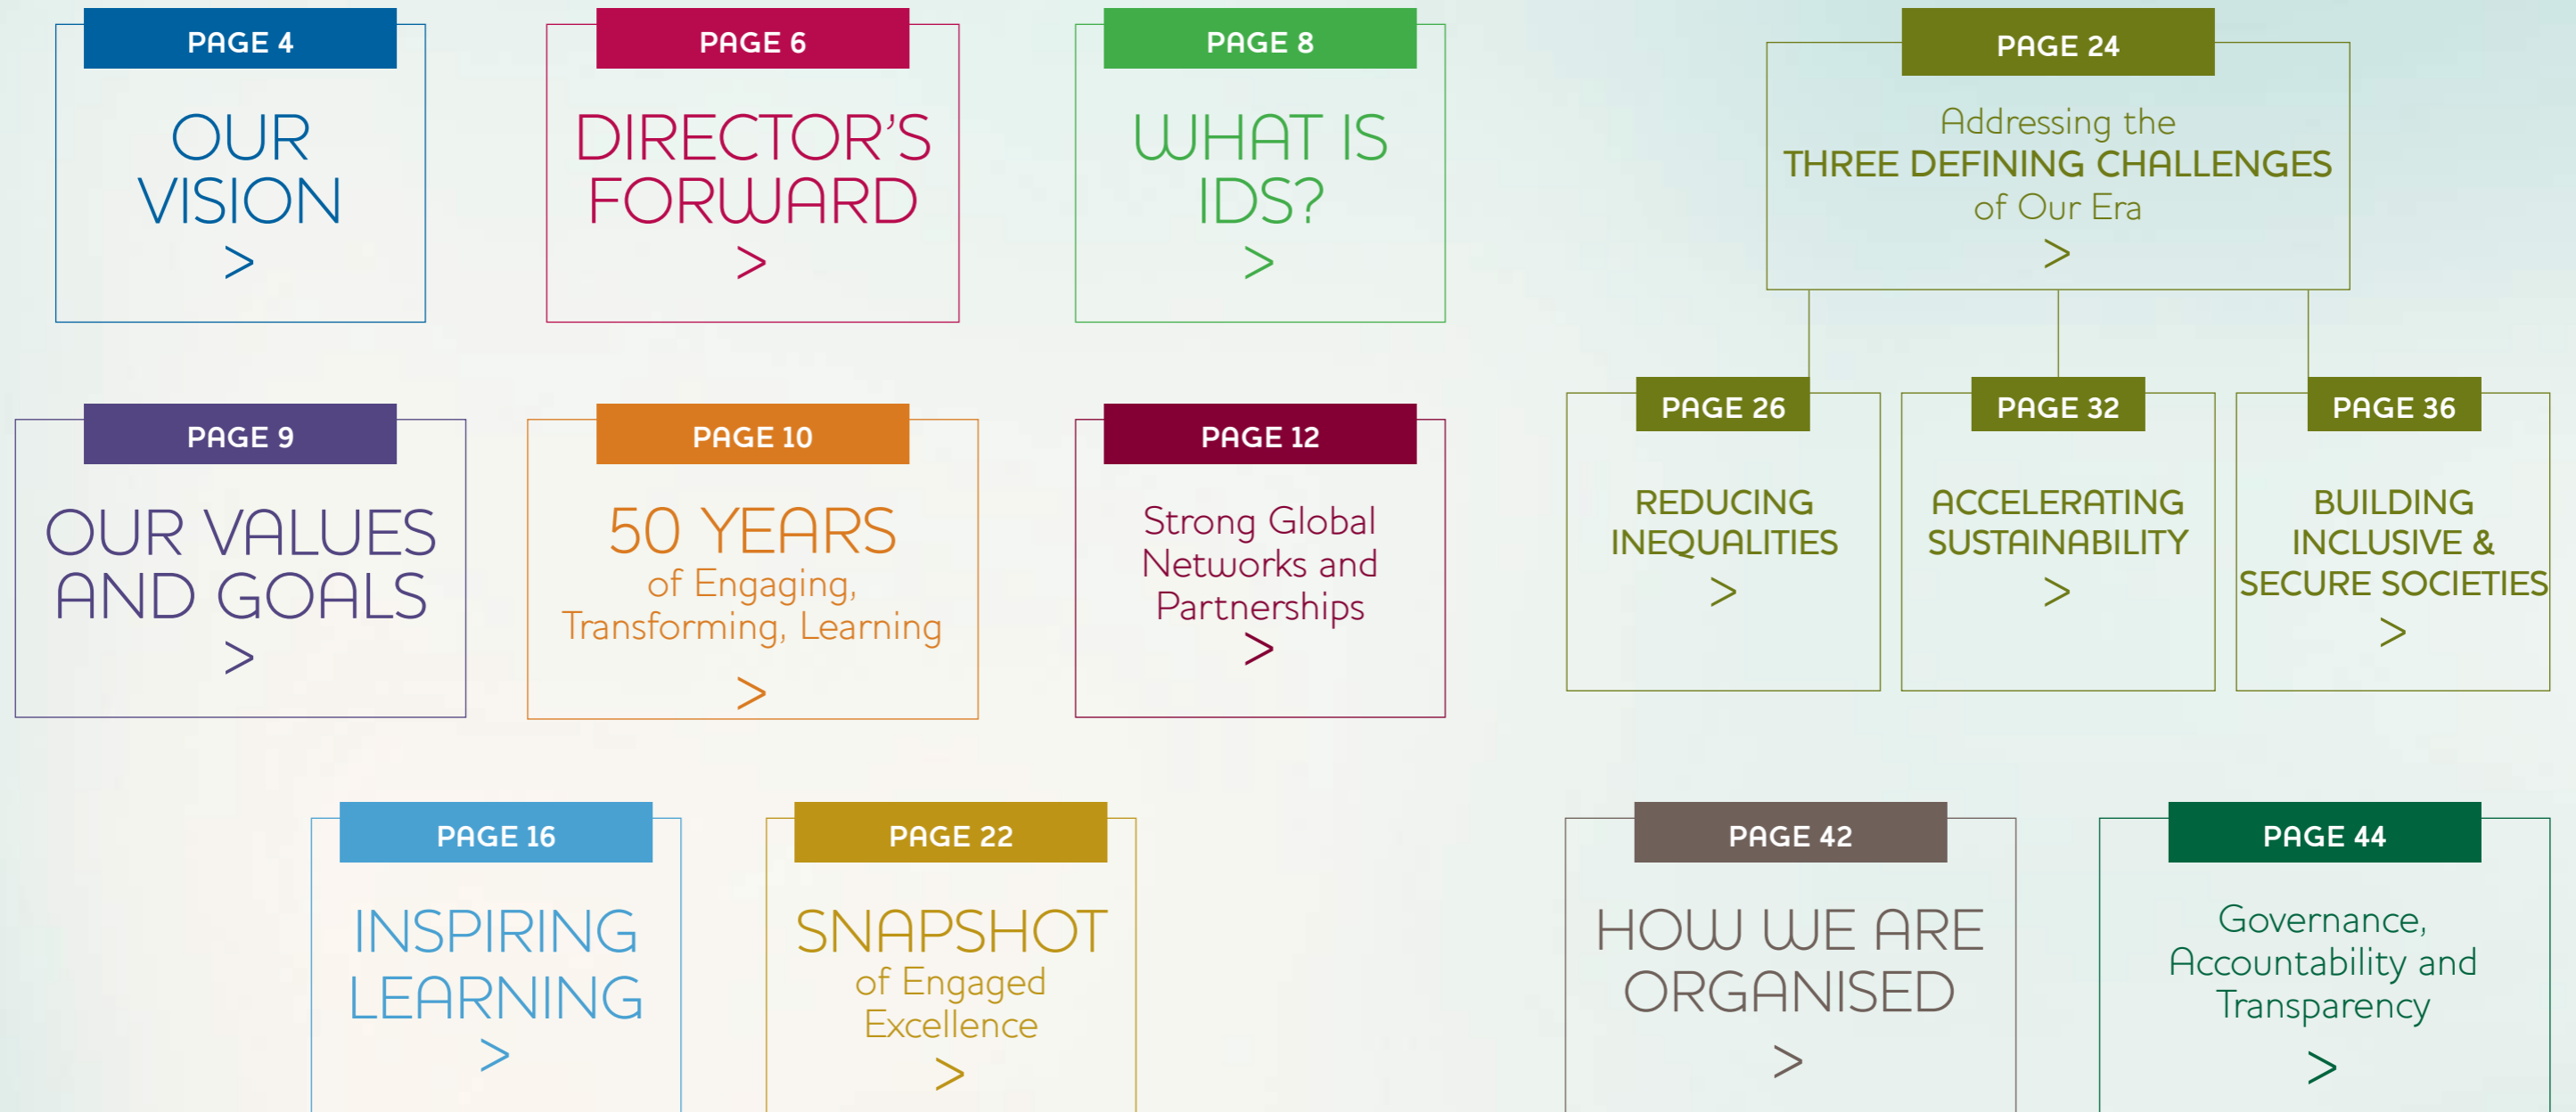 PAGE 4
OUR
VISION
>
PAGE 6
DIRECTOR'S
FORWARD
>
PAGE 8
WHAT IS
IDS?
>
PAGE 9
OUR VALUES
AND GOALS
>
PAGE 10
50 YEARS
of Engaging,
Transforming, Learning
>
PAGE 12
Strong Global
Networks and
Partnerships
>
PAGE 16
INSPIRING
LEARNING
>
PAGE 22
SNAPSHOT
of Engaged
Excellence
>
PAGE 24
Addressing the
THREE DEFINING CHALLENGES
of Our Era
>
PAGE 26
REDUCING
INEQUALITIES
>
PAGE 32
ACCELERATING
SUSTAINABILITY
>
PAGE 36
BUILDING
INCLUSIVE &
SECURE SOCIETIES
>
PAGE 42
HOW WE ARE
ORGANISED
>
PAGE 44
Governance,
Accountability and
Transparency
>